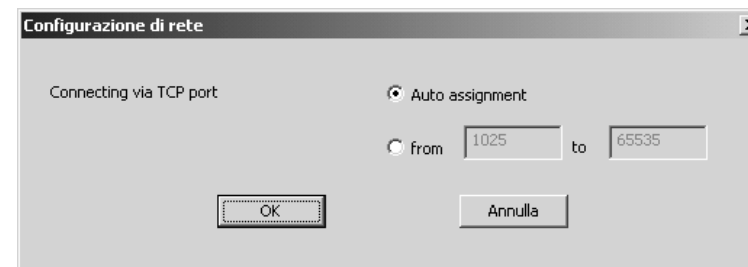 Configurazione di rete
Connecting via TCP port
Auto assignment
from 1025 to 65535
OK Annulla